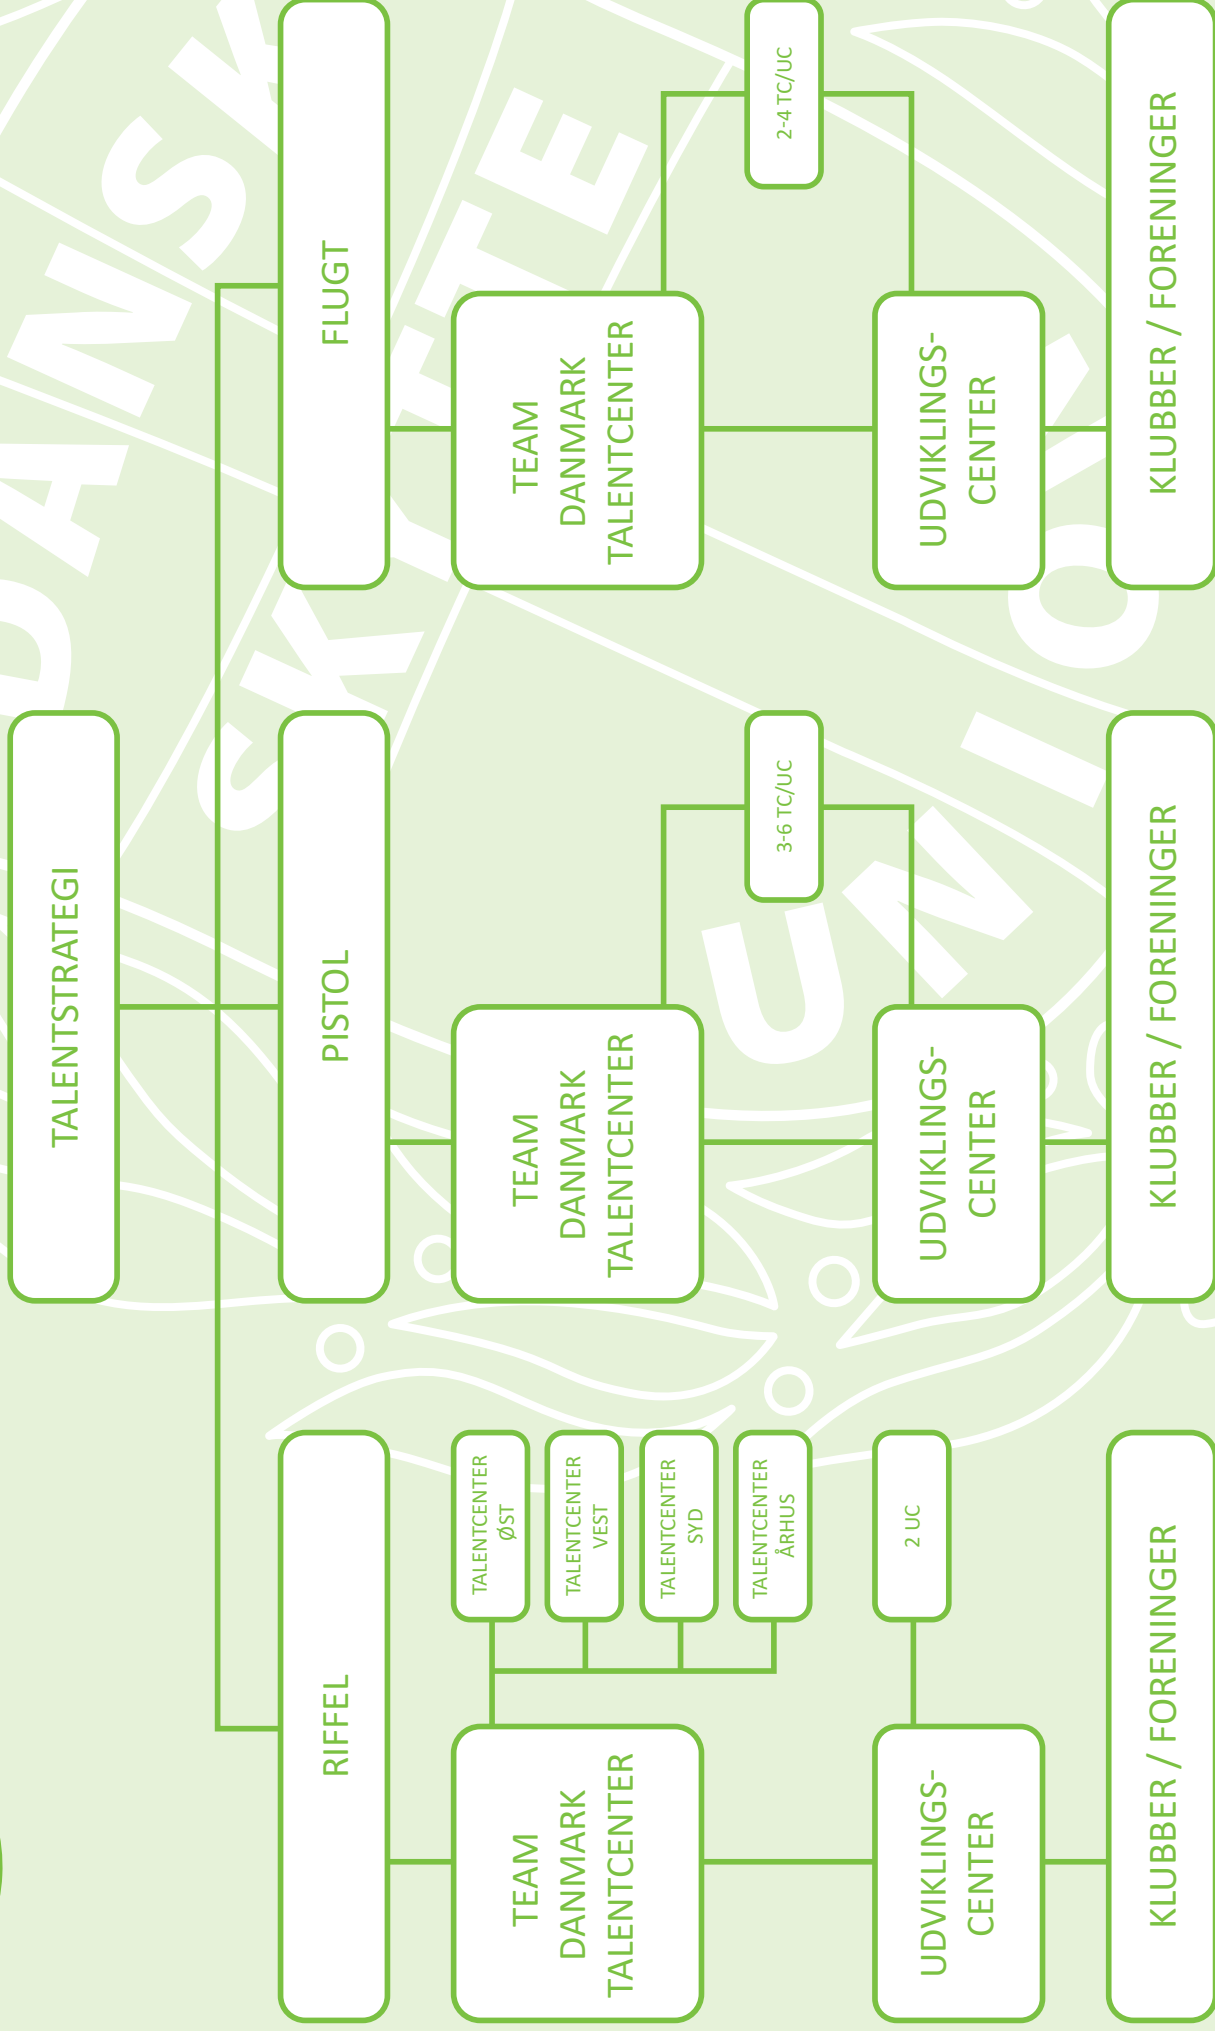 TALENTSTRATEGI
RIFFEL
TEAM
DANMARK
TALENTCENTER
TALENTCENTER
ØST
TALENTCENTER
VEST
TALENTCENTER
SYD
TALENTCENTER
ÅRHUS
UDVIKLINGS-
CENTER
2 UC
KLUBBER / FORENINGER
PISTOL
TEAM
DANMARK
TALENTCENTER
3-6 TC/UC
UDVIKLINGS-
CENTER
KLUBBER / FORENINGER
FLUGT
TEAM
DANMARK
TALENTCENTER
2-4 TC/UC
UDVIKLINGS-
CENTER
KLUBBER / FORENINGER
DANSK
UNION